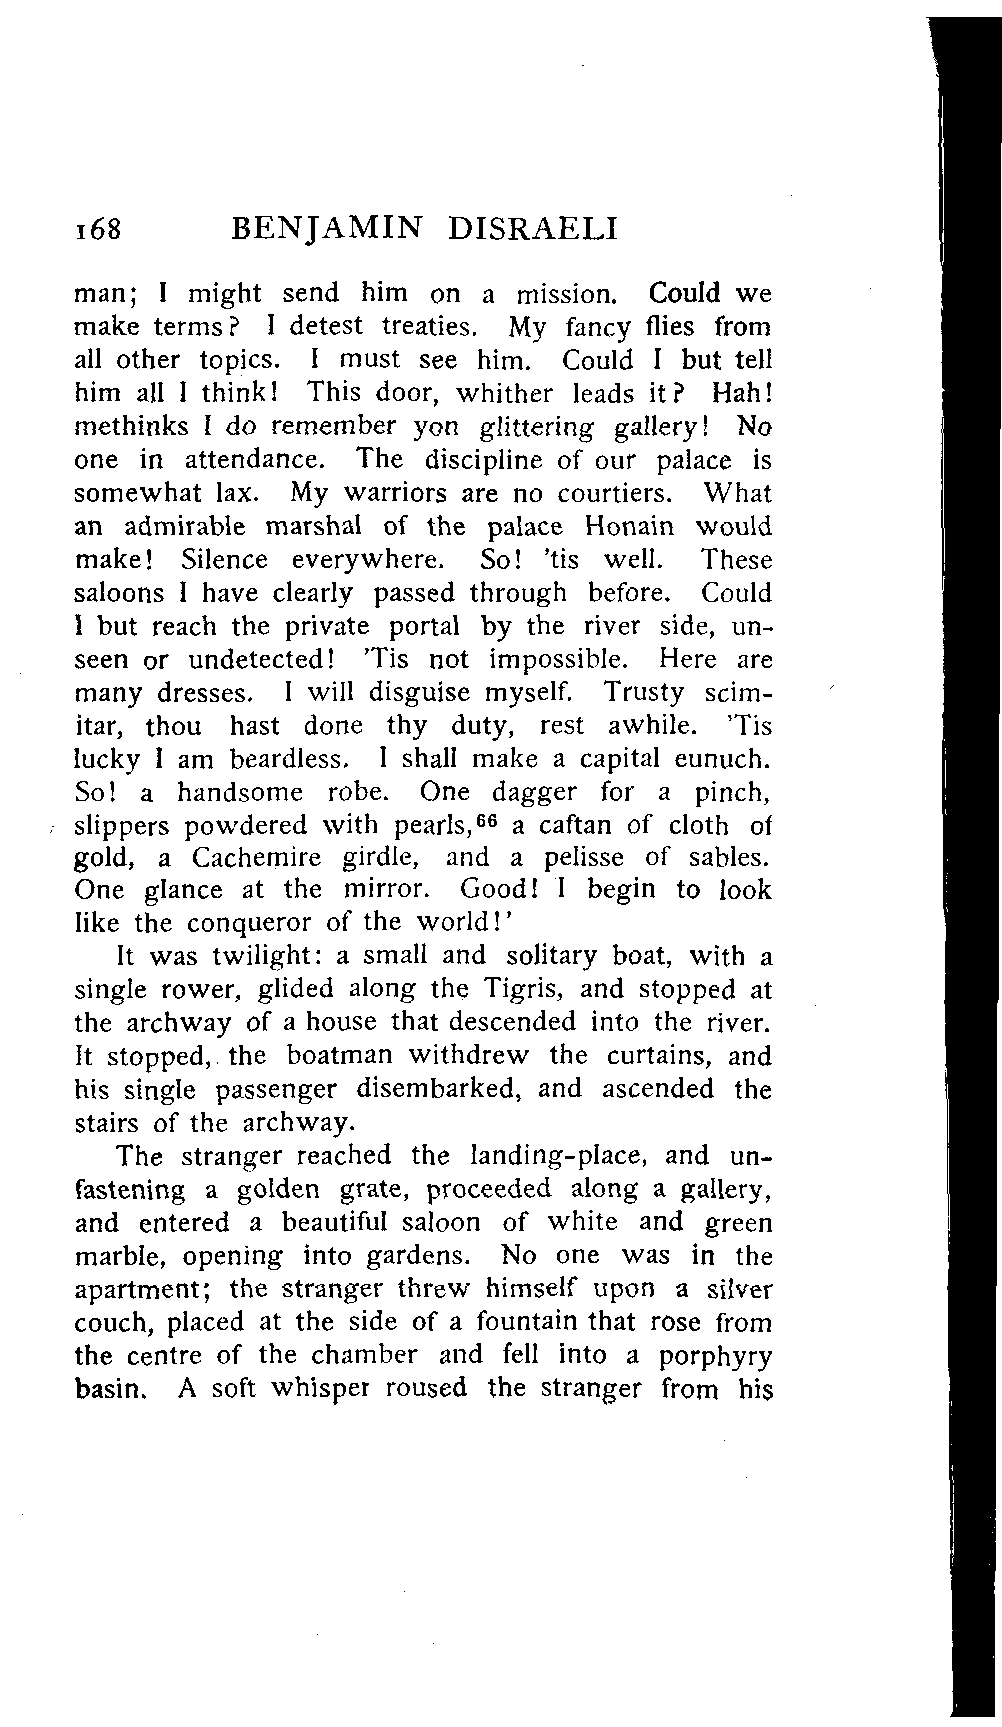 168 BENJAMIN DISRAELI
man; I might send him on a mission. Could we
make terms? I detest treaties. My fancy flies from
all other topics. I must see him. Could I but tell
him all I think! This door, whither leads it? Hah!
methinks I do remember yon glittering gallery! No
one in attendance. The discipline of our palace is
somewhat lax. My warriors are no courtiers. What
an admirable marshal of the palace Honain would
make! Silence everywhere. So! 'tis well. These
saloons I have clearly passed through before. Could
I but reach the private portal by the river side, un-
seen or undetected! 'Tis not impossible. Here are
many dresses. I will disguise myself. Trusty scim-
itar, thou hast done thy duty, rest awhile. 'Tis
lucky I am beardless. I shall make a capital eunuch.
So! a handsome robe. One dagger for a pinch,
slippers powdered with pearls,⁶⁶ a caftan of cloth of
gold, a Cachemire girdle, and a pelisse of sables.
One glance at the mirror. Good! I begin to look
like the conqueror of the world!'
It was twilight: a small and solitary boat, with a
single rower, glided along the Tigris, and stopped at
the archway of a house that descended into the river.
It stopped, the boatman withdrew the curtains, and
his single passenger disembarked, and ascended the
stairs of the archway.
The stranger reached the landing-place, and un-
fastening a golden grate, proceeded along a gallery,
and entered a beautiful saloon of white and green
marble, opening into gardens. No one was in the
apartment; the stranger threw himself upon a silver
couch, placed at the side of a fountain that rose from
the centre of the chamber and fell into a porphyry
basin. A soft whisper roused the stranger from his